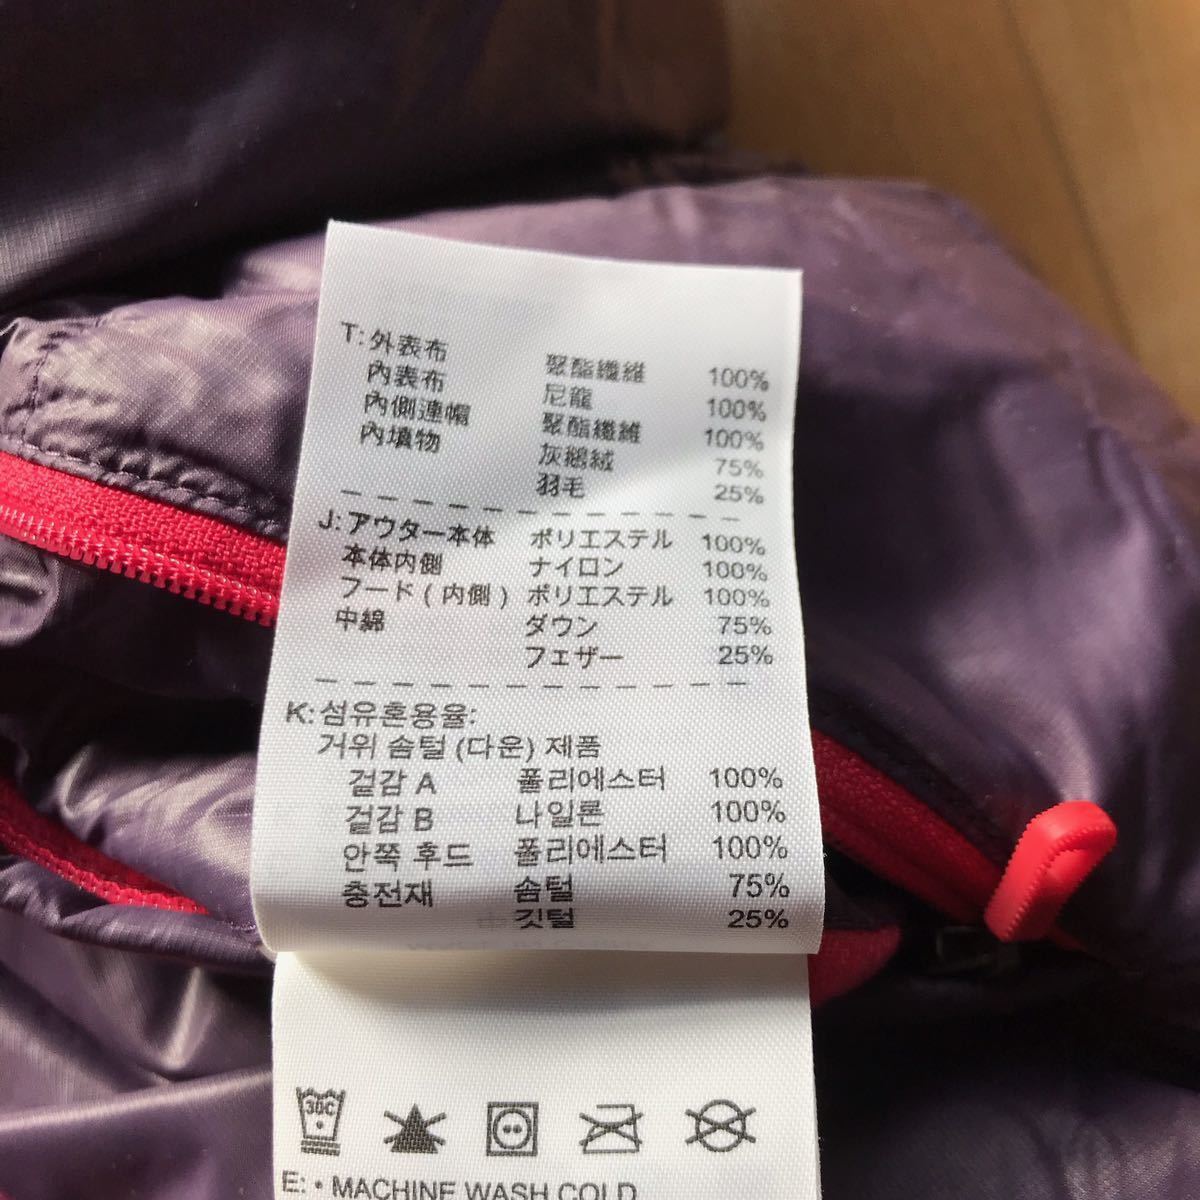 T: 外表布 聚酯纖維 100%
內表布 尼龍 100%
內側連帽 聚酯纖維 100%
內填物 灰鵝絨 75%
羽毛 25%
J: アウター本体 ポリエステル 100%
本体内側 ナイロン 100%
フード ( 内側 ) ポリエステル 100%
中綿 ダウン 75%
フェザー 25%
K: 섬유혼용율:
거위 솜털 (다운) 제품
겉감 A 폴리에스터 100%
겉감 B 나일론 100%
안쪽 후드 폴리에스터 100%
충전재 솜털 75%
깃털 25%
30C
E: • MACHINE WASH COLD